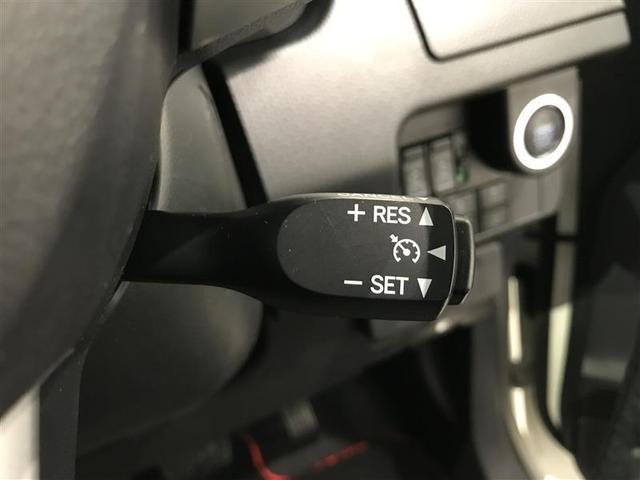 + RES ▲
◀
− SET ▼